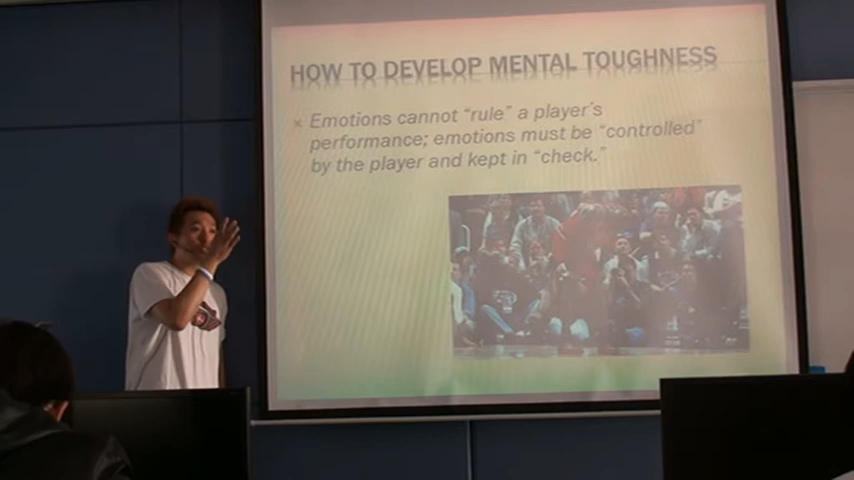 HOW TO DEVELOP MENTAL TOUGHNESS
Emotions cannot "rule" a player's
performance; emotions must be "controlled"
by the player and kept in "check."